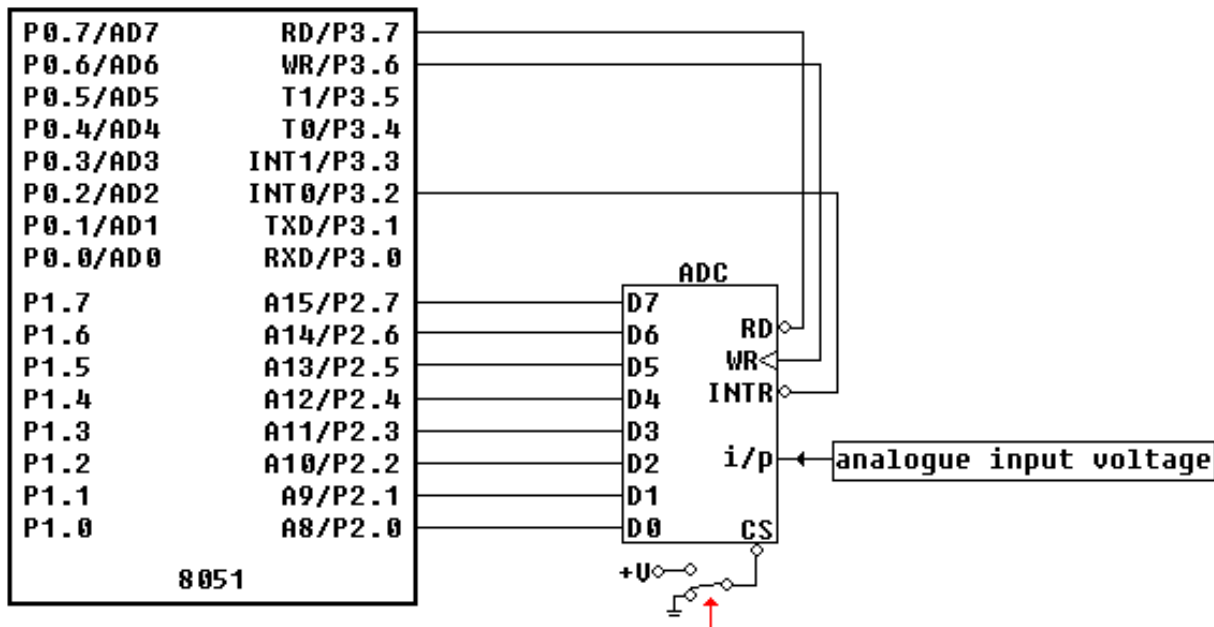 P0.7/AD7 RD/P3.7
P0.6/AD6 WR/P3.6
P0.5/AD5 T1/P3.5
P0.4/AD4 T0/P3.4
P0.3/AD3 INT1/P3.3
P0.2/AD2 INT0/P3.2
P0.1/AD1 TXD/P3.1
P0.0/AD0 RXD/P3.0
P1.7 A15/P2.7
P1.6 A14/P2.6
P1.5 A13/P2.5
P1.4 A12/P2.4
P1.3 A11/P2.3
P1.2 A10/P2.2
P1.1 A9/P2.1
P1.0 A8/P2.0
8051
ADC
D7
D6
D5
D4
D3
D2
D1
D0
RD
WR
INTR
i/p
CS
analogue input voltage
+V